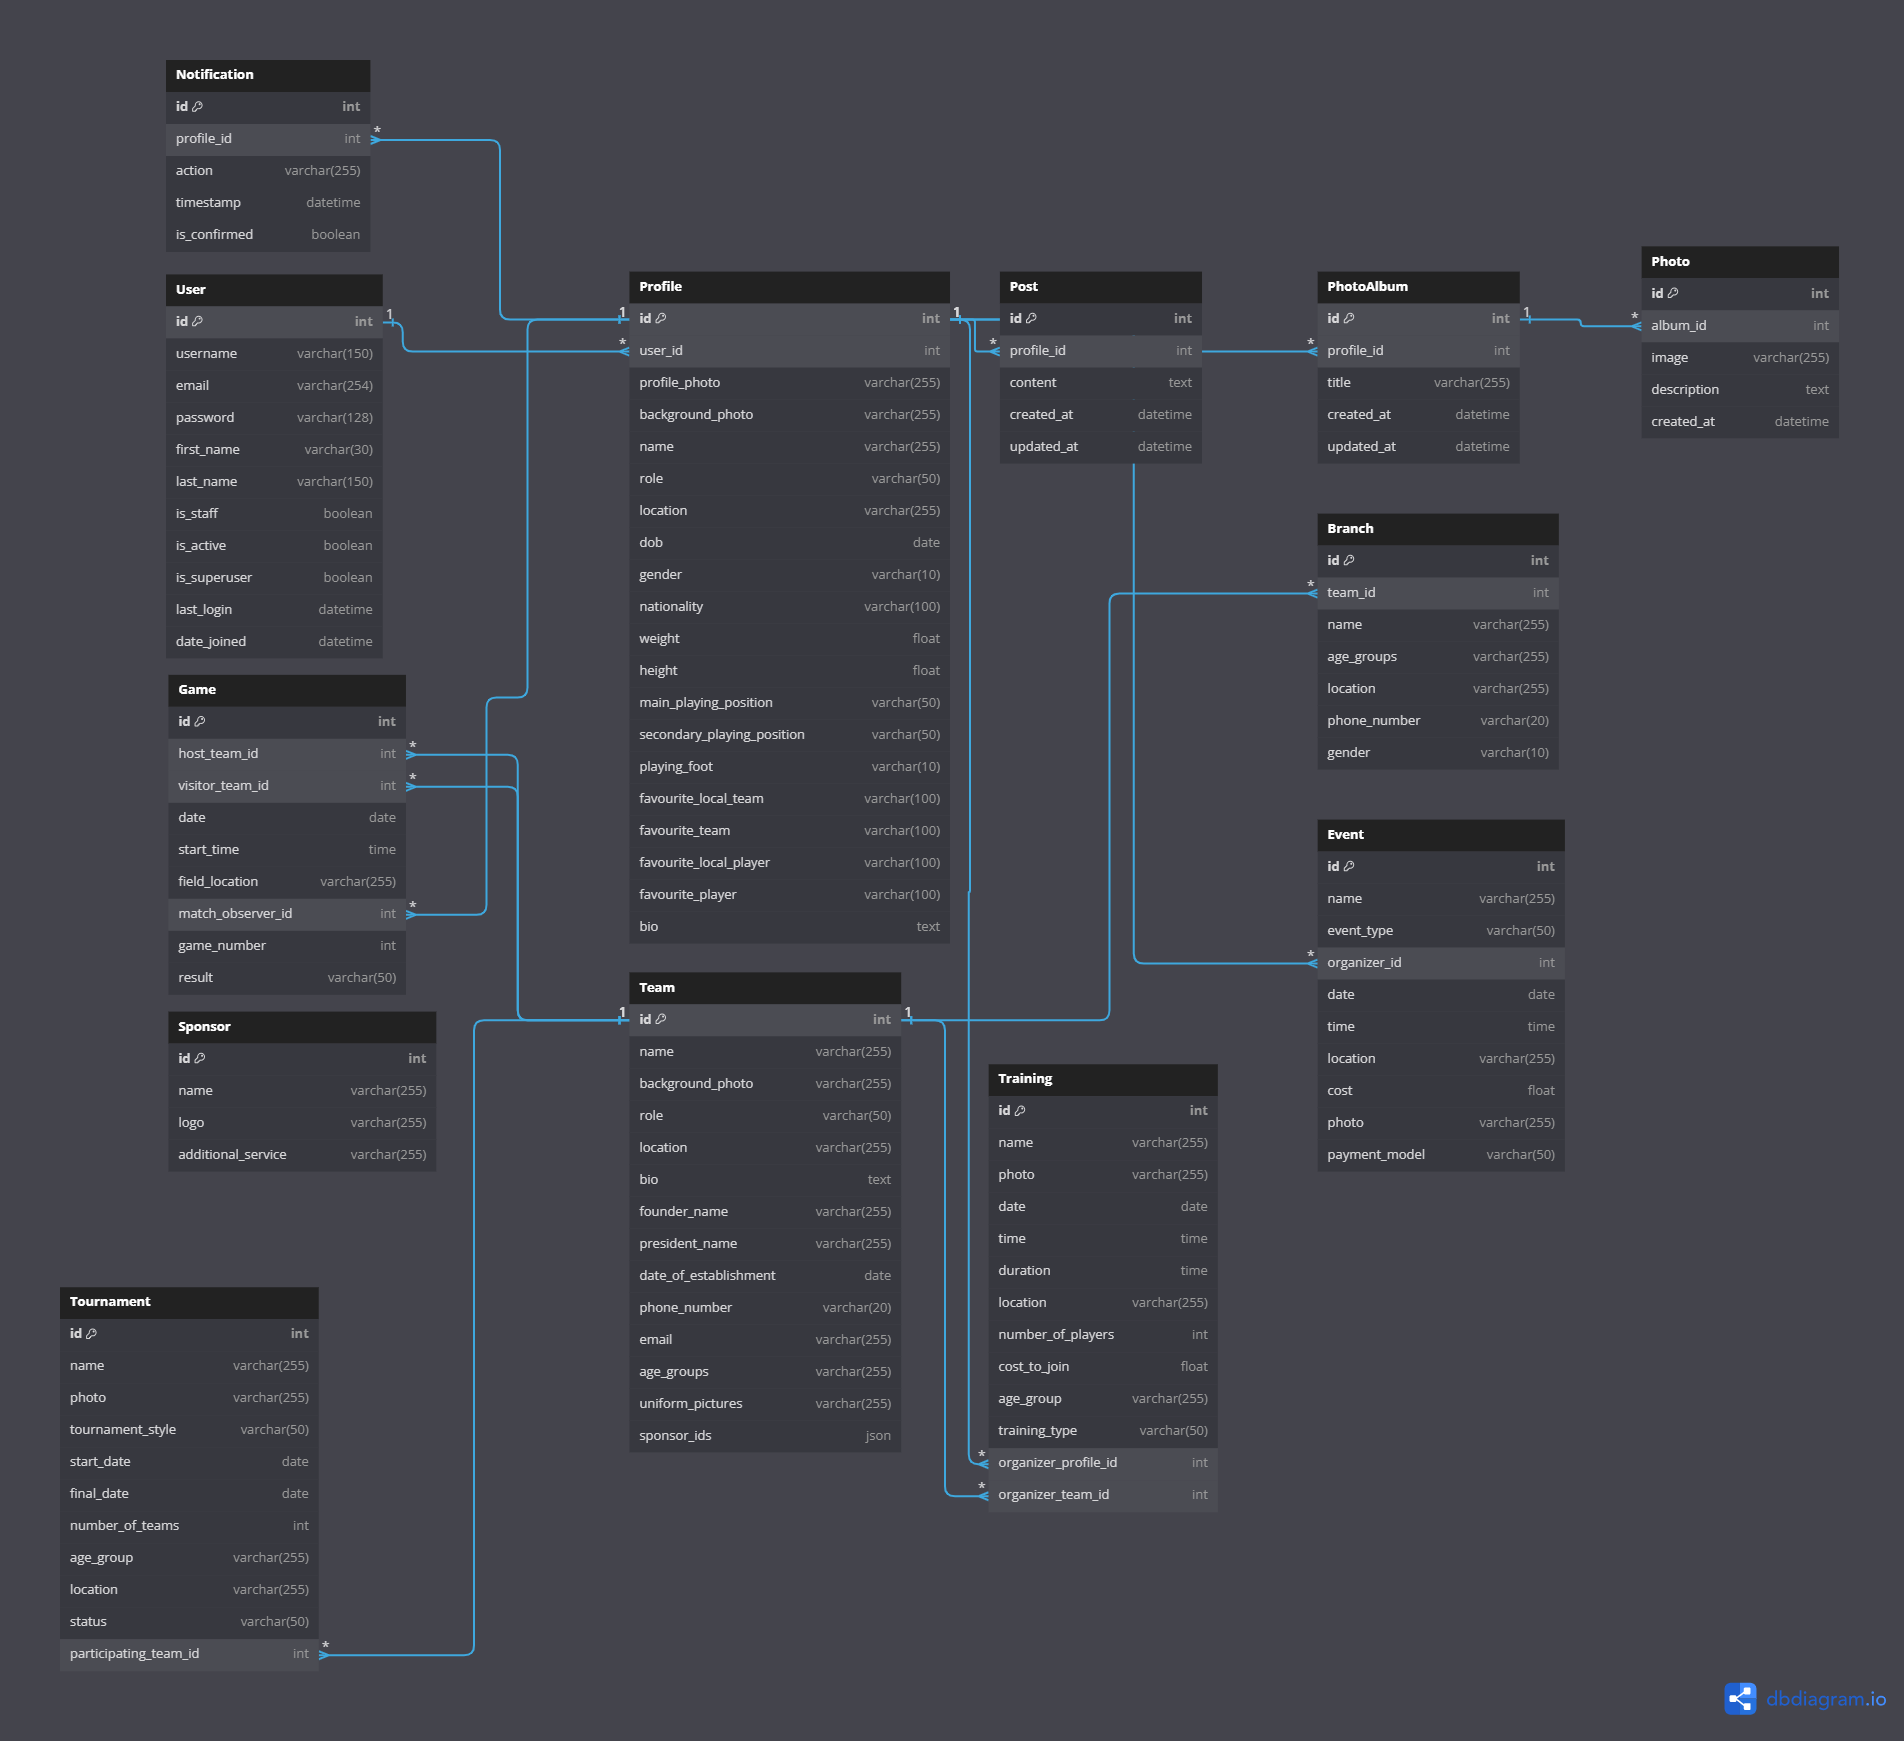 Notification
id int
profile_id int
action varchar(255)
timestamp datetime
is_confirmed boolean
User
id int
username varchar(150)
email varchar(254)
password varchar(128)
first_name varchar(30)
last_name varchar(150)
is_staff boolean
is_active boolean
is_superuser boolean
last_login datetime
date_joined datetime
Game
id int
host_team_id int
visitor_team_id int
date date
start_time time
field_location varchar(255)
match_observer_id int
game_number int
result varchar(50)
Sponsor
id int
name varchar(255)
logo varchar(255)
additional_service varchar(255)
Tournament
id int
name varchar(255)
photo varchar(255)
tournament_style varchar(50)
start_date date
final_date date
number_of_teams int
age_group varchar(255)
location varchar(255)
status varchar(50)
participating_team_id int
Profile
id int
user_id int
profile_photo varchar(255)
background_photo varchar(255)
name varchar(255)
role varchar(50)
location varchar(255)
dob date
gender varchar(10)
nationality varchar(100)
weight float
height float
main_playing_position varchar(50)
secondary_playing_position varchar(50)
playing_foot varchar(10)
favourite_local_team varchar(100)
favourite_team varchar(100)
favourite_local_player varchar(100)
favourite_player varchar(100)
bio text
Team
id int
name varchar(255)
background_photo varchar(255)
role varchar(50)
location varchar(255)
bio text
founder_name varchar(255)
president_name varchar(255)
date_of_establishment date
phone_number varchar(20)
email varchar(255)
age_groups varchar(255)
uniform_pictures varchar(255)
sponsor_ids json
Post
id int
profile_id int
content text
created_at datetime
updated_at datetime
Training
id int
name varchar(255)
photo varchar(255)
date date
time time
duration time
location varchar(255)
number_of_players int
cost_to_join float
age_group varchar(255)
training_type varchar(50)
organizer_profile_id int
organizer_team_id int
PhotoAlbum
id int
profile_id int
title varchar(255)
created_at datetime
updated_at datetime
Branch
id int
team_id int
name varchar(255)
age_groups varchar(255)
location varchar(255)
phone_number varchar(20)
gender varchar(10)
Event
id int
name varchar(255)
event_type varchar(50)
organizer_id int
date date
time time
location varchar(255)
cost float
photo varchar(255)
payment_model varchar(50)
Photo
id int
album_id int
image varchar(255)
description text
created_at datetime
* 1 * 1 * * * 1 * 1 * * 1 * 1 * * * 1 *
dbdiagram.io